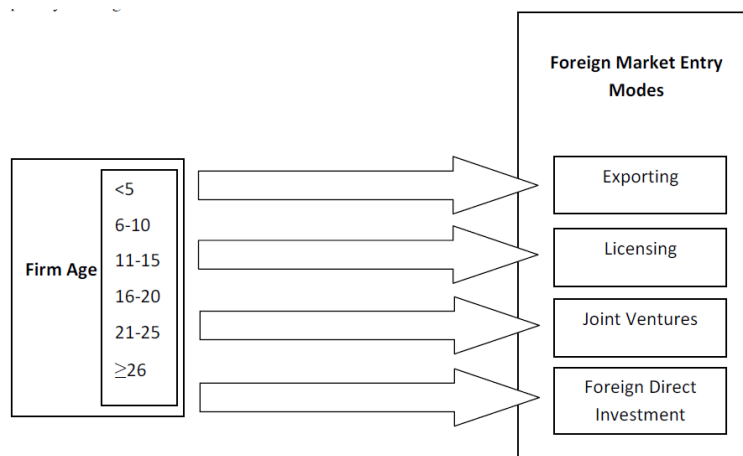 Foreign Market Entry
Modes
Firm Age
<5
6-10
11-15
16-20
21-25
≥26
Exporting
Licensing
Joint Ventures
Foreign Direct
Investment